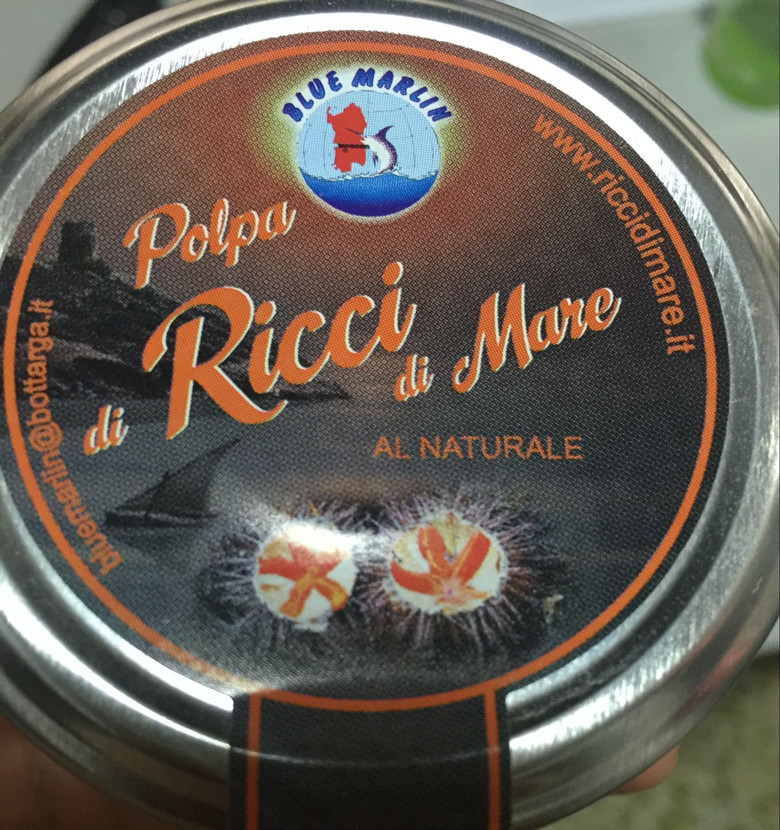 BLUE MARLIN
www.riccidimare.it
Polpa
di Ricci
di Mare
AL NATURALE
bluemarlin@bottarga.it